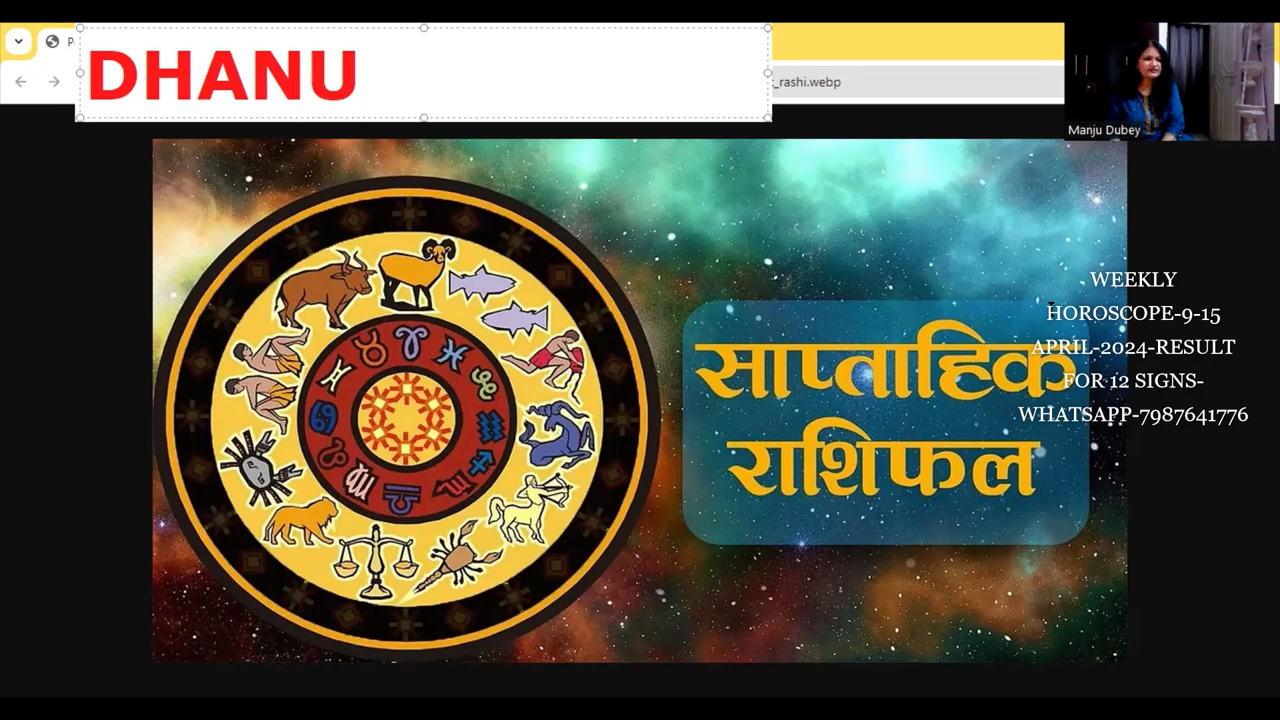 DHANU
_rashi.webp
Manju Dubey
साप्ताहिक
राशिफल
WEEKLY
HOROSCOPE-9-15
APRIL-2024-RESULT
FOR 12 SIGNS-
WHATSAPP-7987641776